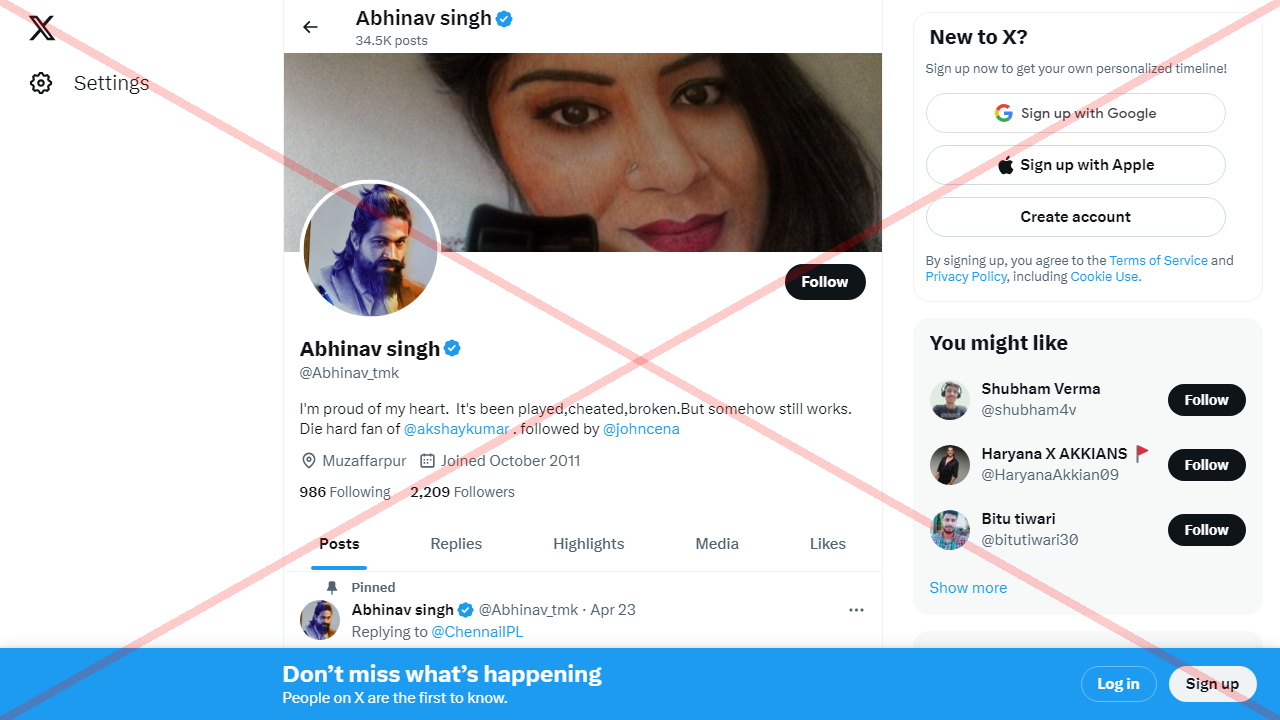 Abhinav singh
34.5K posts
Settings
Follow
Abhinav singh
@Abhinav_tmk
I'm proud of my heart. It's been played,cheated,broken.But somehow still works.
Die hard fan of @akshaykumar . followed by @johncena
Muzaffarpur Joined October 2011
986 Following 2,209 Followers
Posts Replies Highlights Media Likes
Pinned
Abhinav singh @Abhinav_tmk · Apr 23
Replying to @ChennaiIPL
New to X?
Sign up now to get your own personalized timeline!
Sign up with Google
Sign up with Apple
Create account
By signing up, you agree to the Terms of Service and
Privacy Policy, including Cookie Use.
You might like
Shubham Verma
@shubham4v
Follow
Haryana X AKKIANS 🚩
@HaryanaAkkian09
Follow
Bitu tiwari
@bitutiwari30
Follow
Show more
Don’t miss what’s happening
People on X are the first to know.
Log in
Sign up